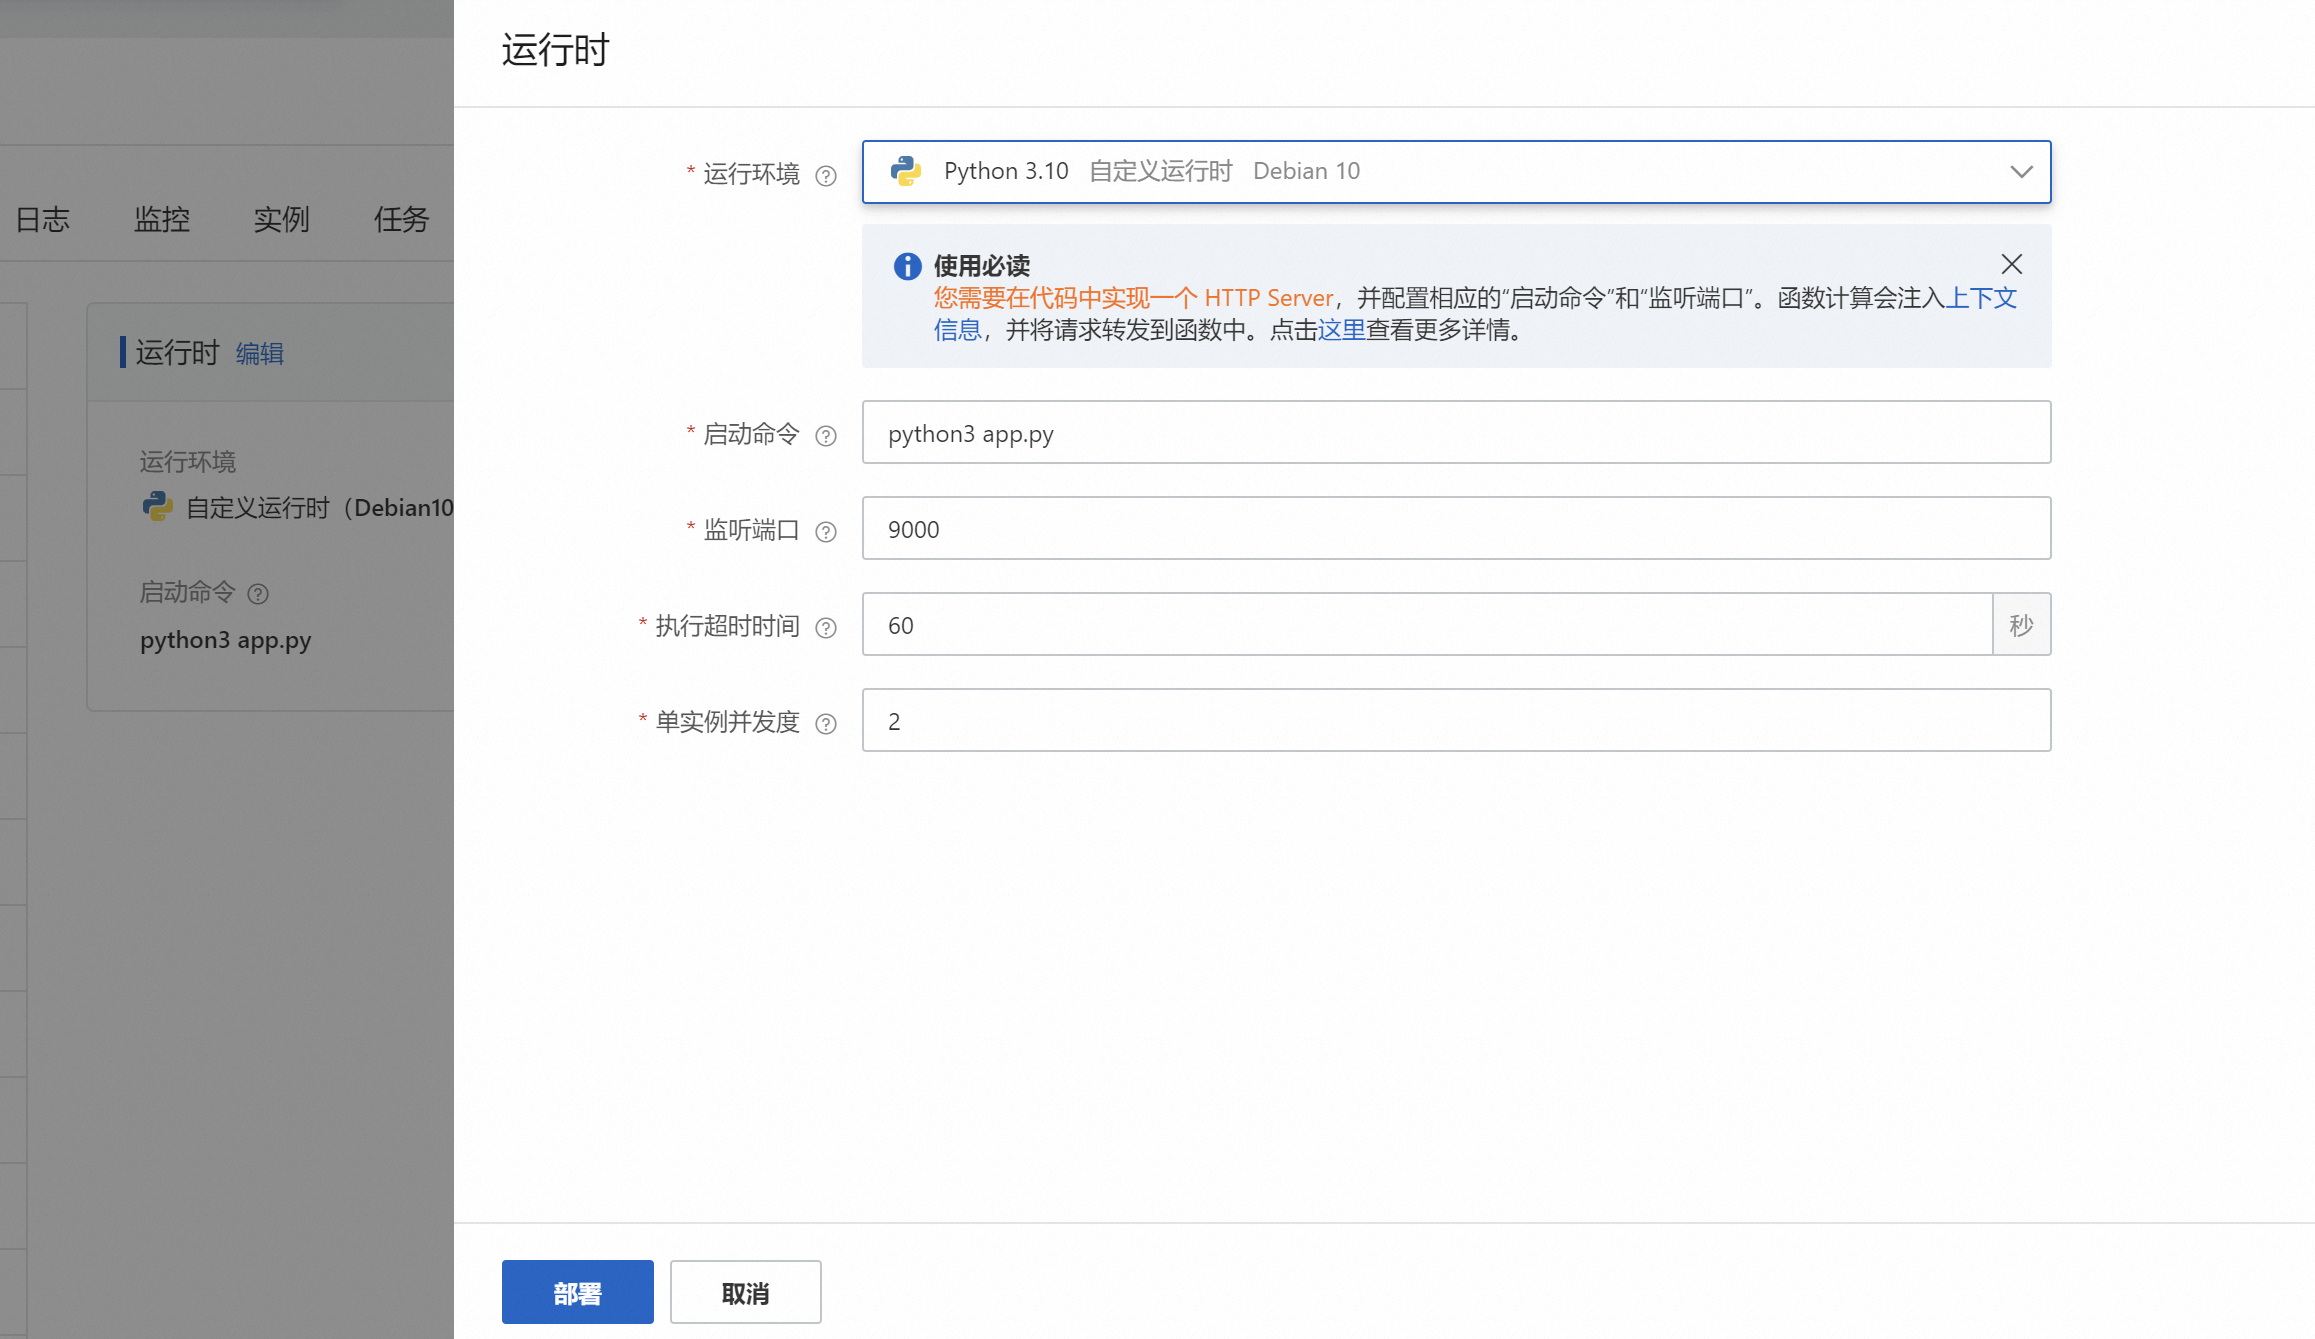 运行时
日志 监控 实例 任务
运行时 编辑
运行环境
自定义运行时（Debian10
启动命令 ?
python3 app.py
* 运行环境 ? Python 3.10 自定义运行时 Debian 10
使用必读
您需要在代码中实现一个 HTTP Server，并配置相应的“启动命令”和“监听端口”。函数计算会注入上下文
信息，并将请求转发到函数中。点击这里查看更多详情。
* 启动命令 ? python3 app.py
* 监听端口 ? 9000
* 执行超时时间 ? 60 秒
* 单实例并发度 ? 2
部署 取消